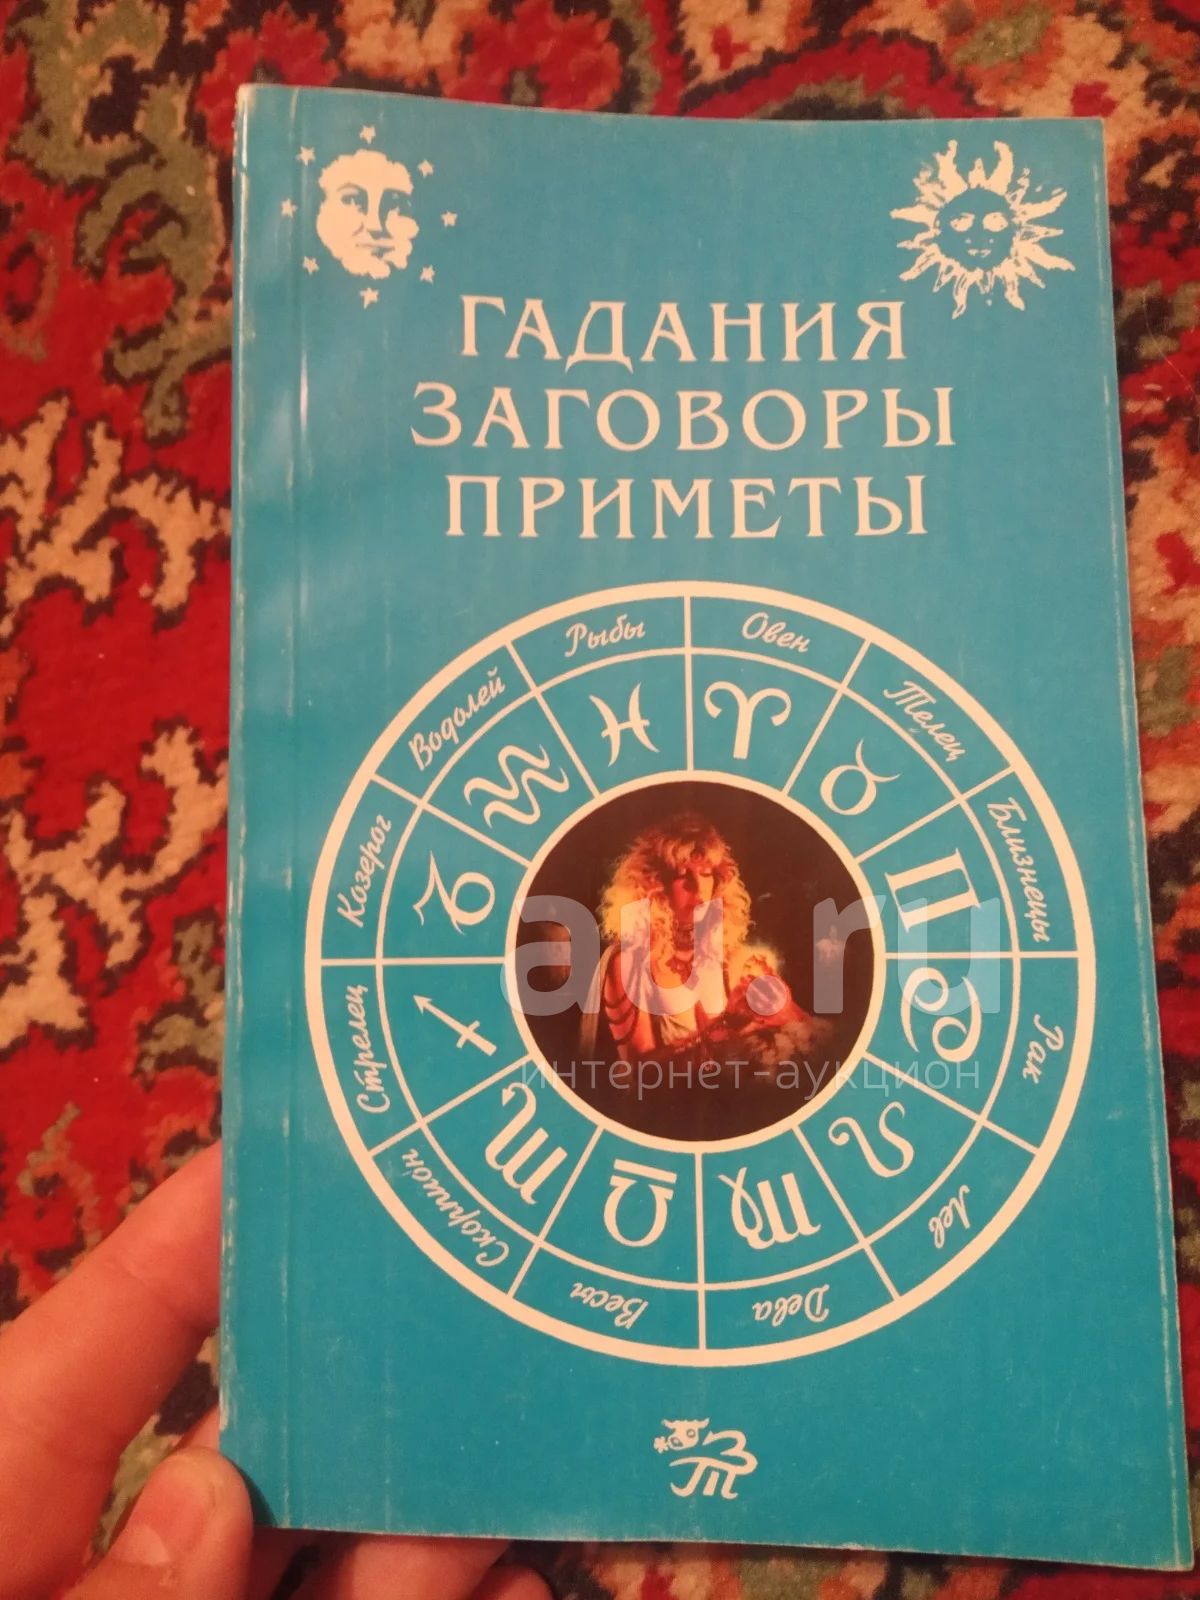 ГАДАНИЯ
ЗАГОВОРЫ
ПРИМЕТЫ
Рыбы
Овен
Водолей
Телец
Козерог
Близнецы
Стрелец
Рак
Скорпион
Лев
Весы
Дева
au.ru
интернет-аукцион